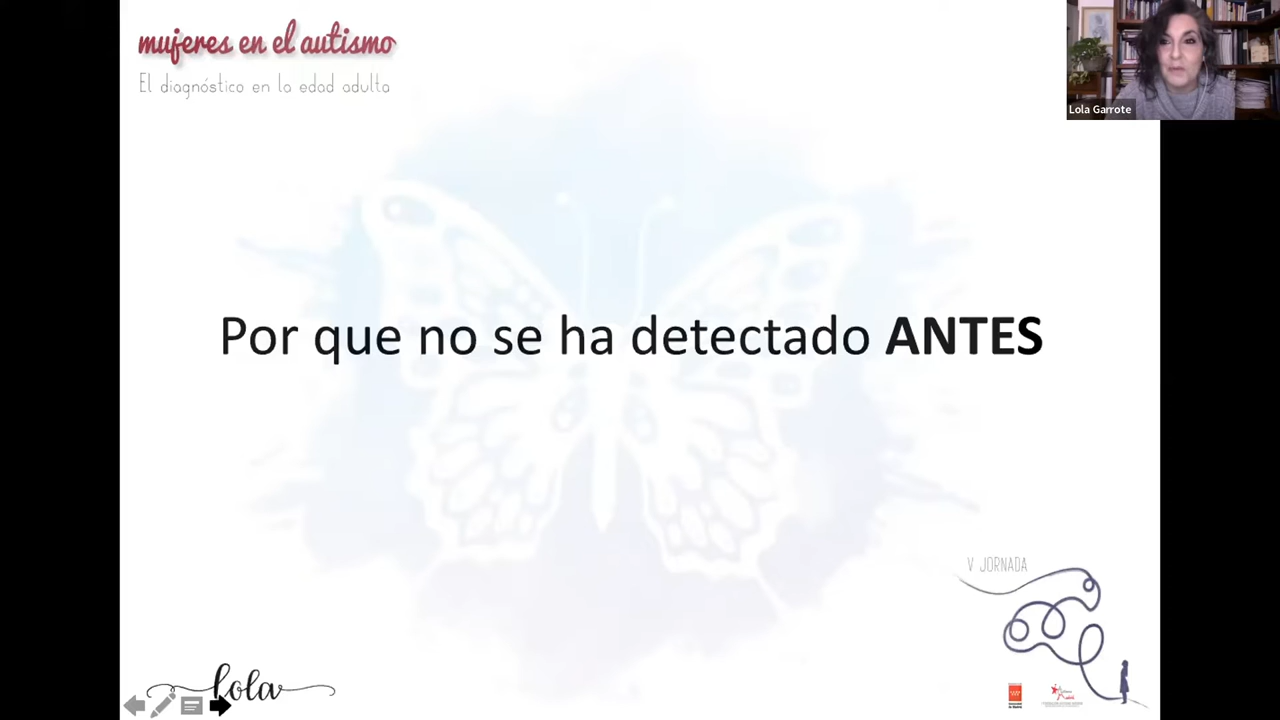 mujeres en el autismo
El diagnóstico en la edad adulta
Lola Garrote
Por que no se ha detectado ANTES
V JORNADA
Lola